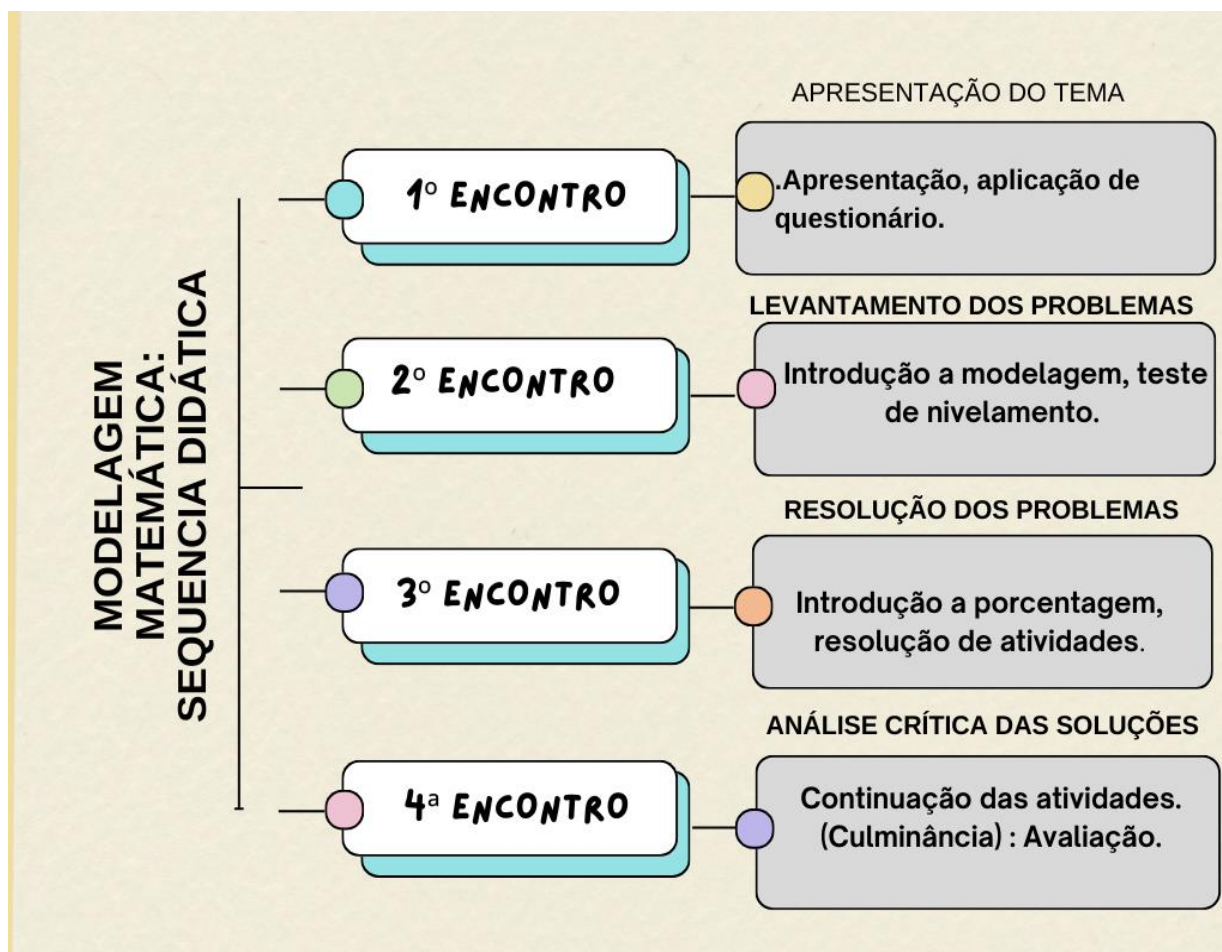 MODELAGEM
MATEMÁTICA:
SEQUENCIA DIDÁTICA
1º ENCONTRO
APRESENTAÇÃO DO TEMA
.Apresentação, aplicação de
questionário.
2º ENCONTRO
LEVANTAMENTO DOS PROBLEMAS
Introdução a modelagem, teste
de nivelamento.
3º ENCONTRO
RESOLUÇÃO DOS PROBLEMAS
Introdução a porcentagem,
resolução de atividades.
4ª ENCONTRO
ANÁLISE CRÍTICA DAS SOLUÇÕES
Continuação das atividades.
(Culminância) : Avaliação.